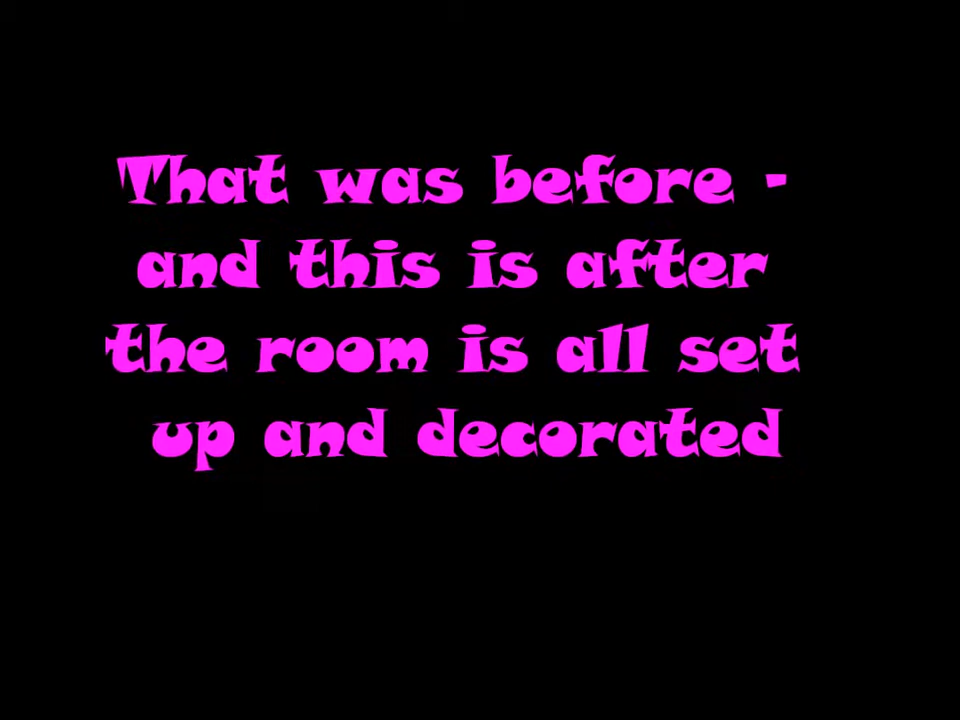 That was before -
and this is after
the room is all set
up and decorated